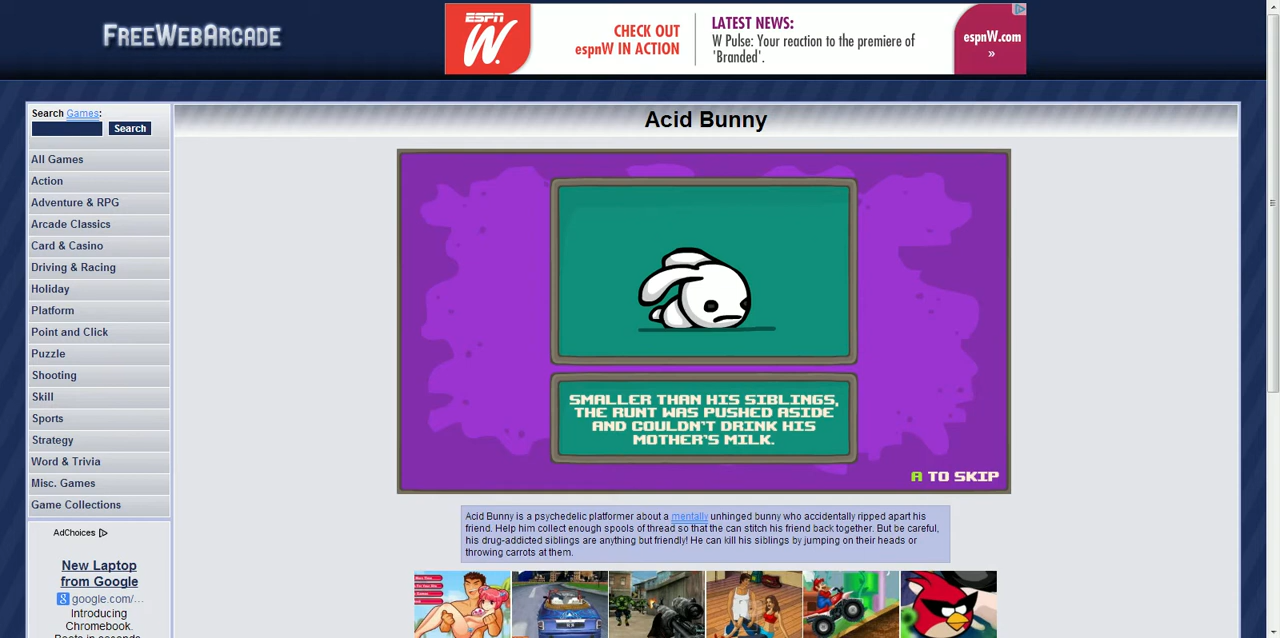 FREEWEBARCADE
ESPN
W.
CHECK OUT
espnW IN ACTION
LATEST NEWS:
W Pulse: Your reaction to the premiere of
'Branded'.
espnW.com
»
Search Games:
Search
All Games
Action
Adventure & RPG
Arcade Classics
Card & Casino
Driving & Racing
Holiday
Platform
Point and Click
Puzzle
Shooting
Skill
Sports
Strategy
Word & Trivia
Misc. Games
Game Collections
AdChoices
New Laptop
from Google
google.com/...
Introducing
Chromebook.
Boots in seconds
Acid Bunny
SMALLER THAN HIS SIBLINGS,
THE RUNT WAS PUSHED ASIDE
AND COULDN'T DRINK HIS
MOTHER'S MILK.
A TO SKIP
Acid Bunny is a psychedelic platformer about a mentally unhinged bunny who accidentally ripped apart his
friend. Help him collect enough spools of thread so that the can stitch his friend back together. But be careful,
his drug-addicted siblings are anything but friendly! He can kill his siblings by jumping on their heads or
throwing carrots at them.